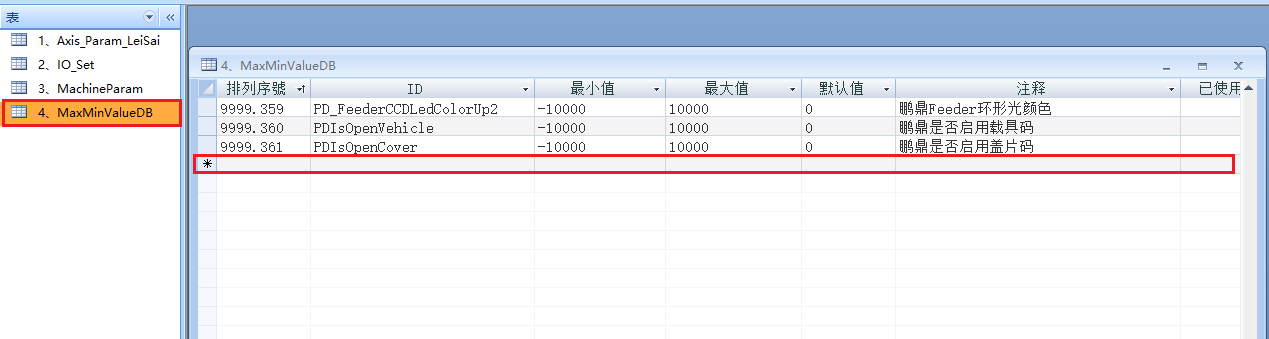 表
1、Axis_Param_LeiSai
2、IO_Set
3、MachineParam
4、MaxMinValueDB
4、MaxMinValueDB
排列序號 ID 最小值 最大值 默认值 注释 已使用
9999.359 PD_FeederCCDLedColorUp2 -10000 10000 0 鹏鼎Feeder环形光颜色
9999.360 PDIsOpenVehicle -10000 10000 0 鹏鼎是否启用载具码
9999.361 PDIsOpenCover -10000 10000 0 鹏鼎是否启用盖片码
*